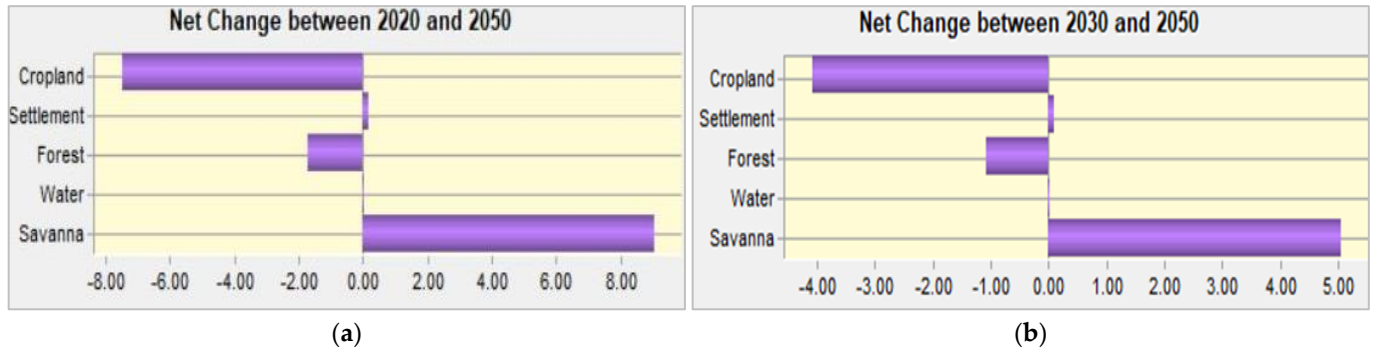 Net Change between 2020 and 2050
Cropland
Settlement
Forest
Water
Savanna
-8.00 -6.00 -4.00 -2.00 0.00 2.00 4.00 6.00 8.00
(a)
Net Change between 2030 and 2050
Cropland
Settlement
Forest
Water
Savanna
-4.00 -3.00 -2.00 -1.00 0.00 1.00 2.00 3.00 4.00 5.00
(b)